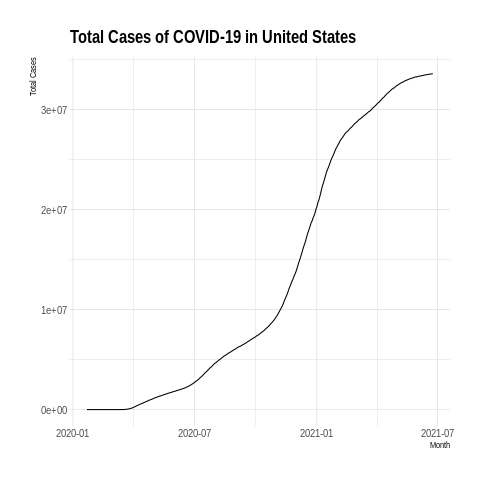 Total Cases of COVID-19 in United States
Total Cases
3e+07
2e+07
1e+07
0e+00
2020-01 2020-07 2021-01 2021-07
Month